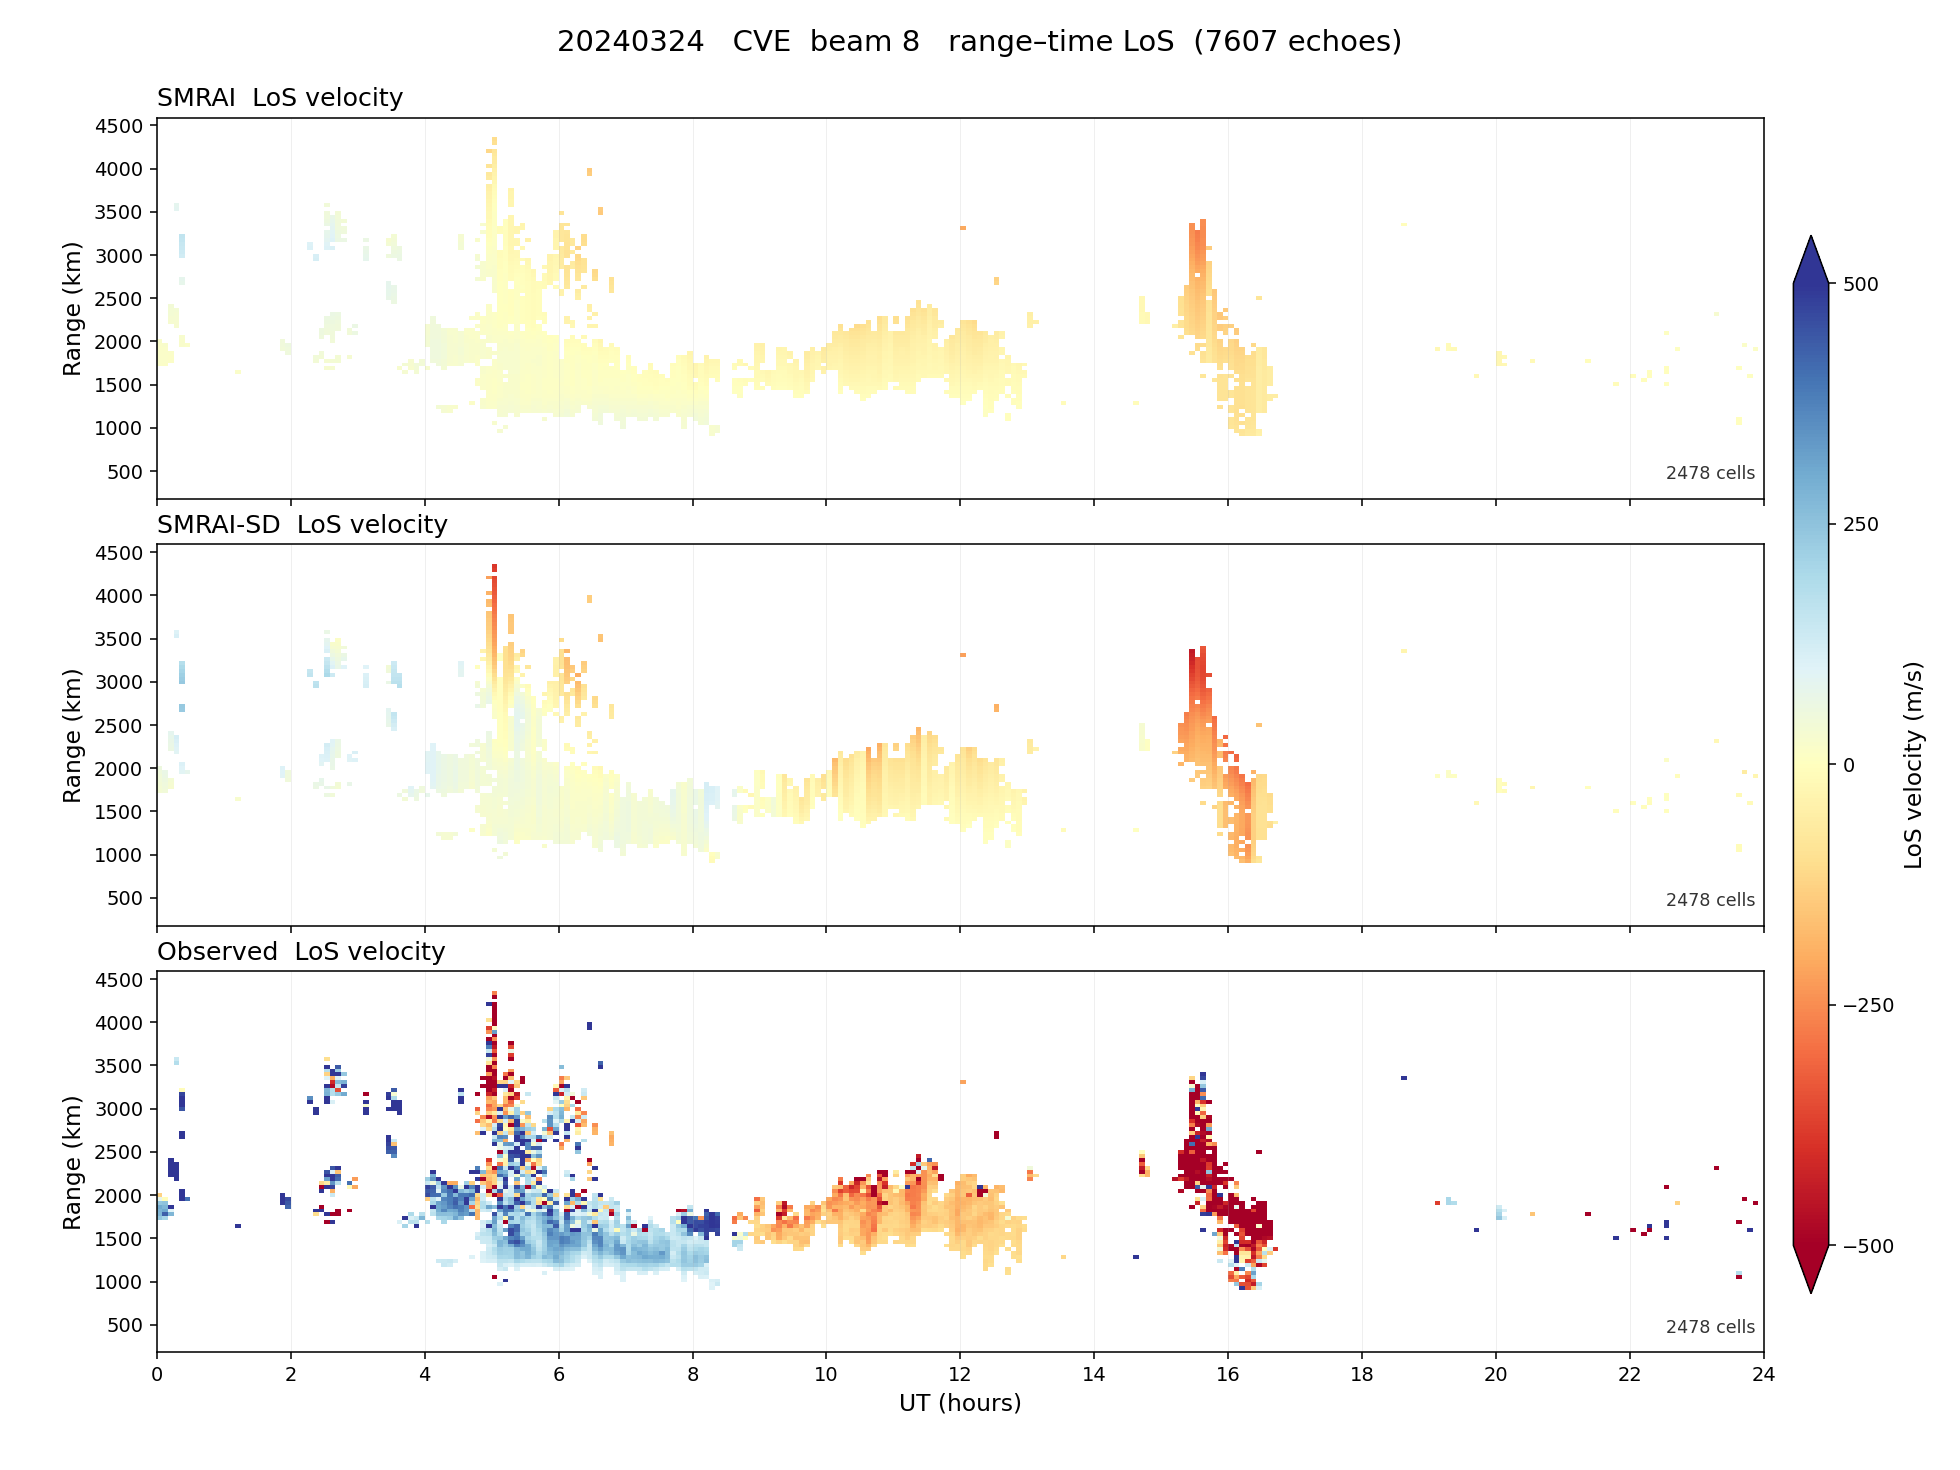 20240324   CVE  beam 8   range–time LoS  (7607 echoes)
SMRAI  LoS velocity
4500
4000
3500
3000
2500
2000
1500
1000
500
Range (km)
2478 cells
SMRAI-SD  LoS velocity
4500
4000
3500
3000
2500
2000
1500
1000
500
Range (km)
2478 cells
Observed  LoS velocity
4500
4000
3500
3000
2500
2000
1500
1000
500
Range (km)
2478 cells
0 2 4 6 8 10 12 14 16 18 20 22 24
UT (hours)
500
250
0
−250
−500
LoS velocity (m/s)